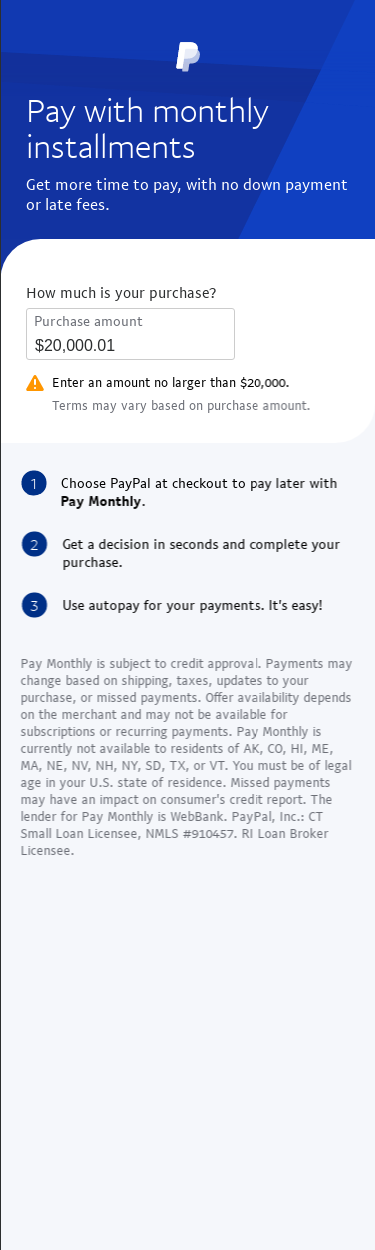 Pay with monthly
installments
Get more time to pay, with no down payment
or late fees.
How much is your purchase?
Purchase amount
$20,000.01
Enter an amount no larger than $20,000.
Terms may vary based on purchase amount.
1 Choose PayPal at checkout to pay later with
Pay Monthly.
2 Get a decision in seconds and complete your
purchase.
3 Use autopay for your payments. It's easy!
Pay Monthly is subject to credit approval. Payments may
change based on shipping, taxes, updates to your
purchase, or missed payments. Offer availability depends
on the merchant and may not be available for
subscriptions or recurring payments. Pay Monthly is
currently not available to residents of AK, CO, HI, ME,
MA, NE, NV, NH, NY, SD, TX, or VT. You must be of legal
age in your U.S. state of residence. Missed payments
may have an impact on consumer's credit report. The
lender for Pay Monthly is WebBank. PayPal, Inc.: CT
Small Loan Licensee, NMLS #910457. RI Loan Broker
Licensee.